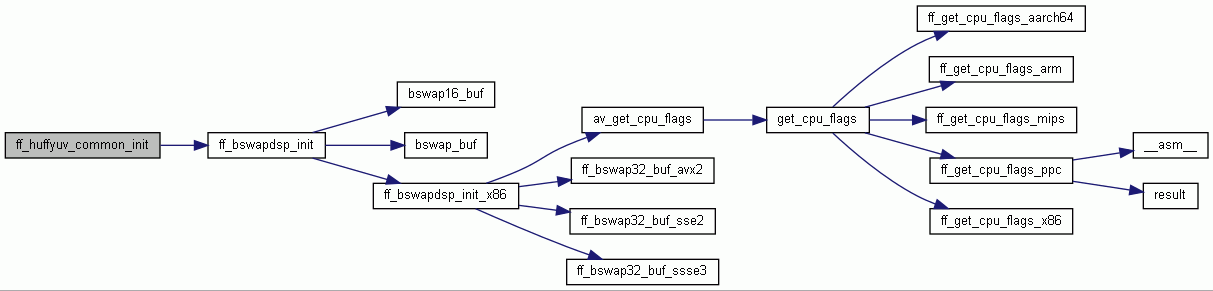 ff_huffyuv_common_init
ff_bswapdsp_init
bswap16_buf
bswap_buf
ff_bswapdsp_init_x86
av_get_cpu_flags
ff_bswap32_buf_avx2
ff_bswap32_buf_sse2
ff_bswap32_buf_ssse3
get_cpu_flags
ff_get_cpu_flags_aarch64
ff_get_cpu_flags_arm
ff_get_cpu_flags_mips
ff_get_cpu_flags_ppc
ff_get_cpu_flags_x86
__asm__
result